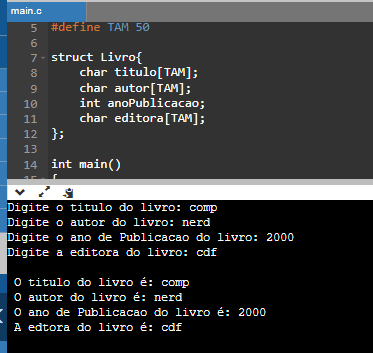 main.c
5 #define TAM 50
6
7 struct Livro{
8 char titulo[TAM];
9 char autor[TAM];
10 int anoPublicacao;
11 char editora[TAM];
12 };
13
14 int main()
15 {
Digite o titulo do livro: comp
Digite o autor do livro: nerd
Digite o ano de Publicacao do livro: 2000
Digite a editora do livro: cdf
O titulo do livro é: comp
O autor do livro é: nerd
O ano de Publicacao do livro é: 2000
A edtora do livro é: cdf